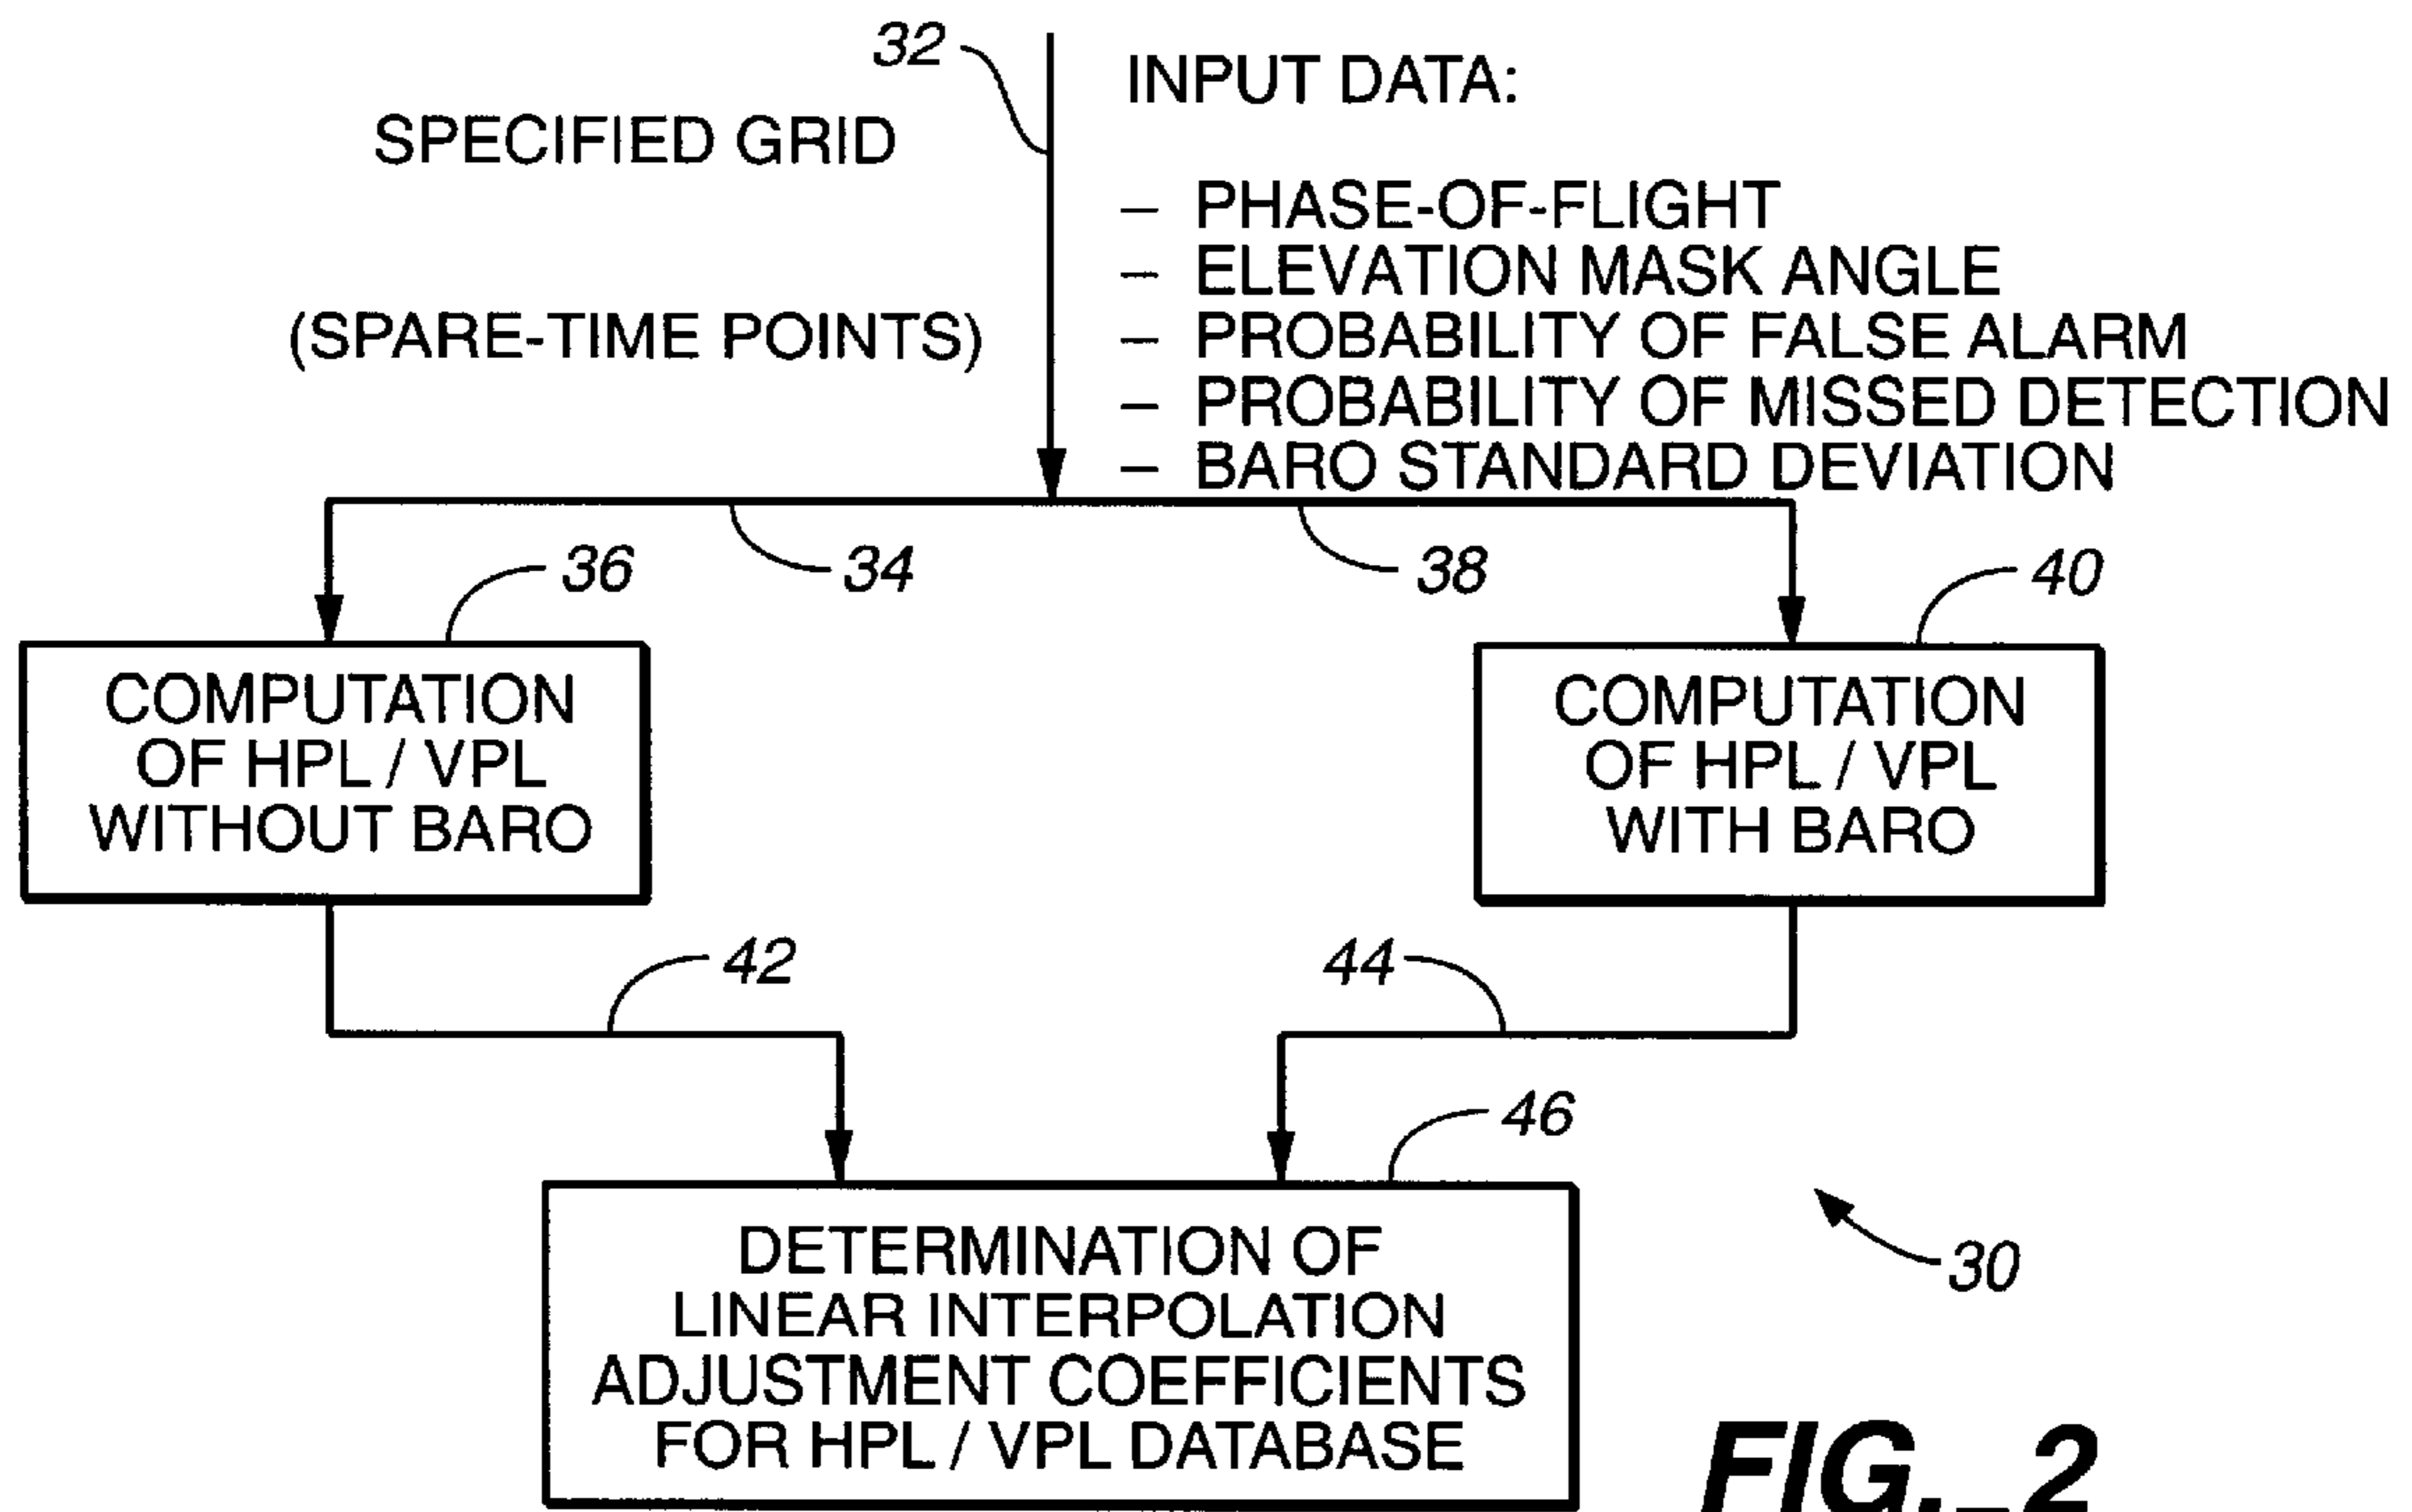 32
INPUT DATA:
SPECIFIED GRID
– PHASE-OF-FLIGHT
– ELEVATION MASK ANGLE
(SPARE-TIME POINTS)
– PROBABILITY OF FALSE ALARM
– PROBABILITY OF MISSED DETECTION
– BARO STANDARD DEVIATION
36
34
38
40
COMPUTATION
OF HPL / VPL
WITHOUT BARO
COMPUTATION
OF HPL / VPL
WITH BARO
42
44
46
DETERMINATION OF
LINEAR INTERPOLATION
ADJUSTMENT COEFFICIENTS
FOR HPL / VPL DATABASE
30
FIG._2